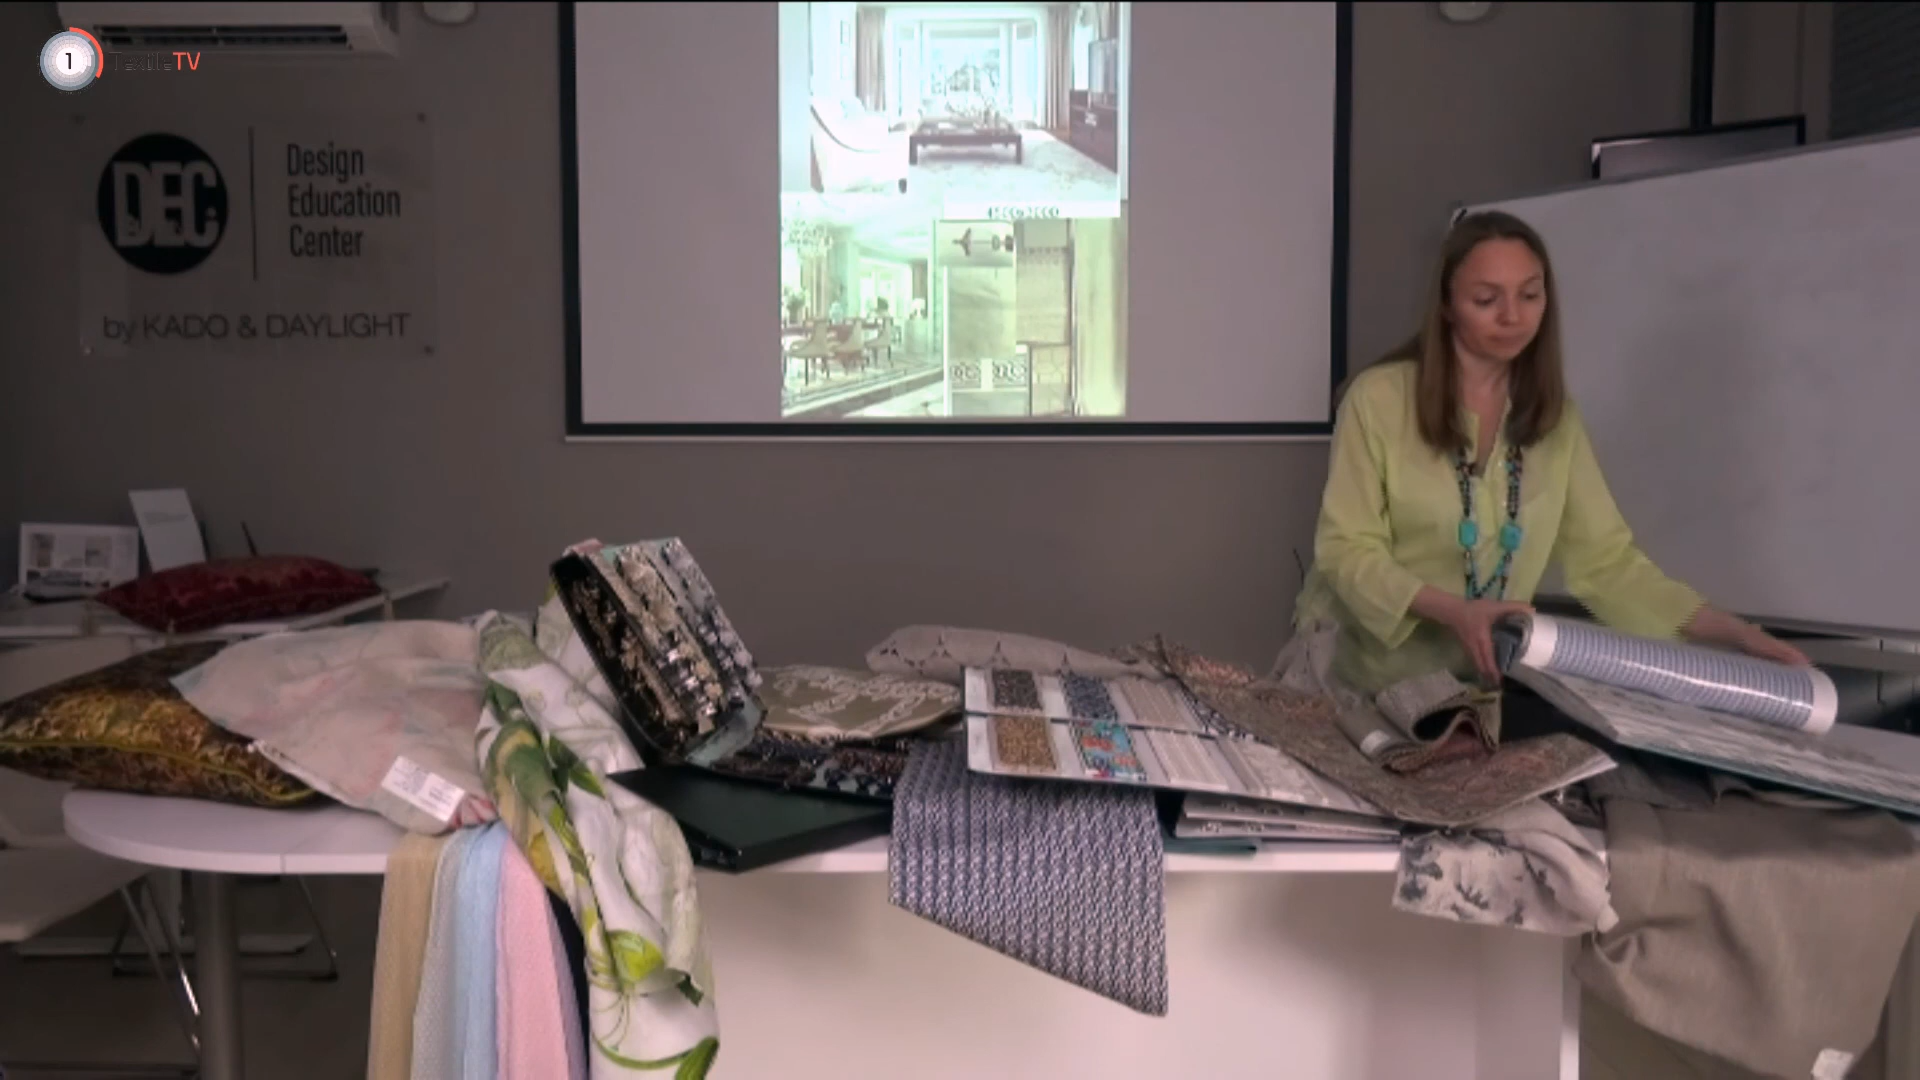 1 TextileTV
DEC.
Design
Education
Center
by KADO & DAYLIGHT